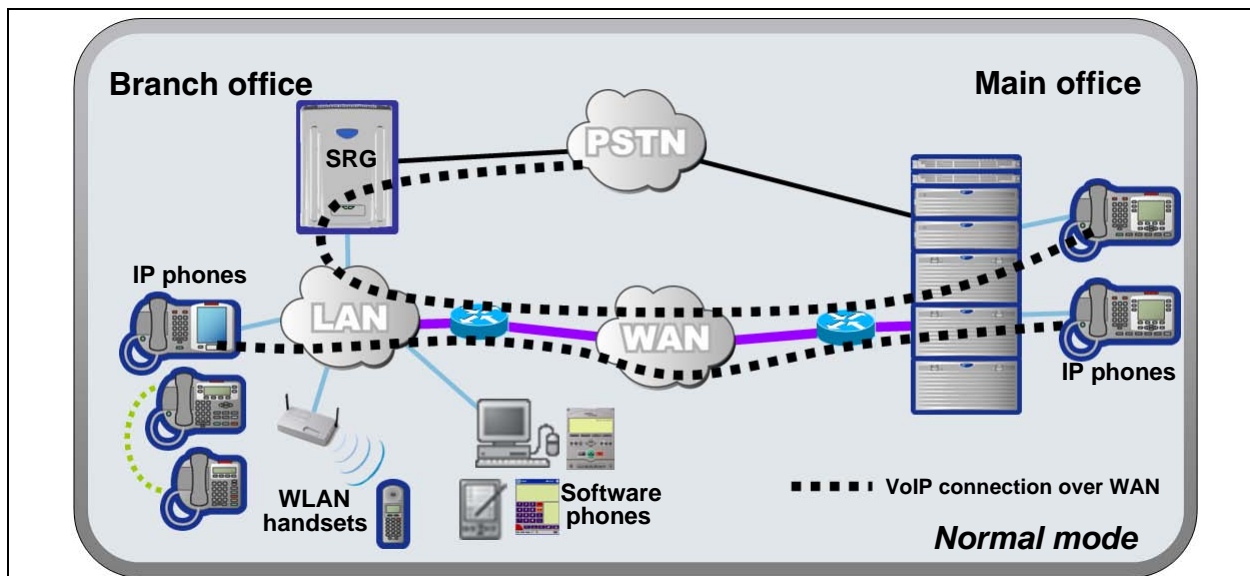 Branch office
Main office
PSTN
SRG
IP phones
LAN
WAN
IP phones
WLAN
handsets
Software
phones
VoIP connection over WAN
Normal mode